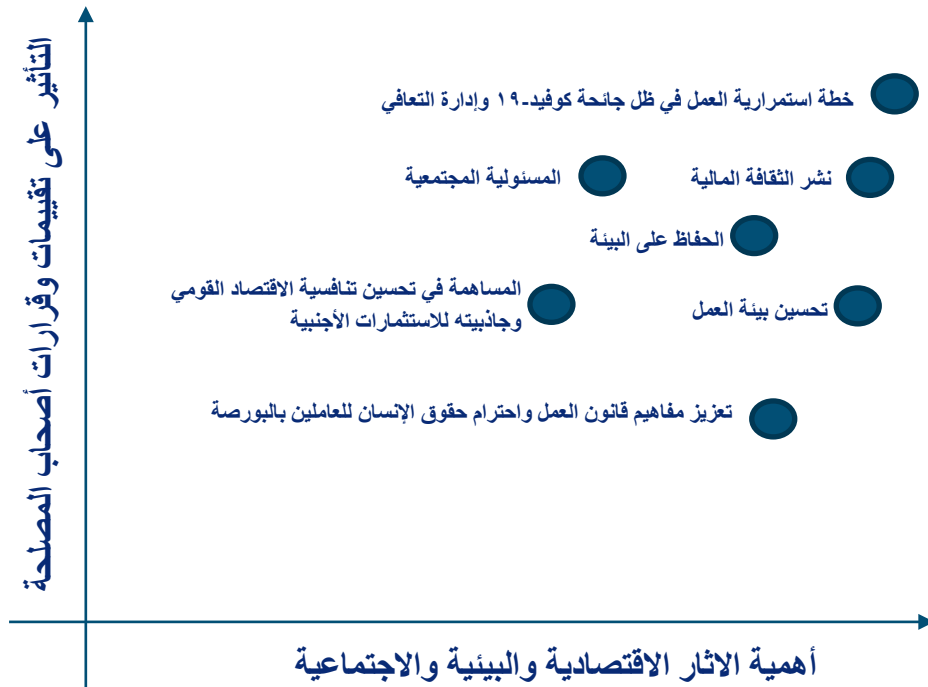 التأثير على تقييمات وقرارات أصحاب المصلحة
خطة استمرارية العمل في ظل جائحة كوفيد-١٩ وإدارة التعافي
نشر الثقافة المالية
المسئولية المجتمعية
الحفاظ على البيئة
المساهمة في تحسين تنافسية الاقتصاد القومي
وجاذبيته للاستثمارات الأجنبية
تحسين بيئة العمل
تعزيز مفاهيم قانون العمل واحترام حقوق الإنسان للعاملين بالبورصة
أهمية الاثار الاقتصادية والبيئية والاجتماعية